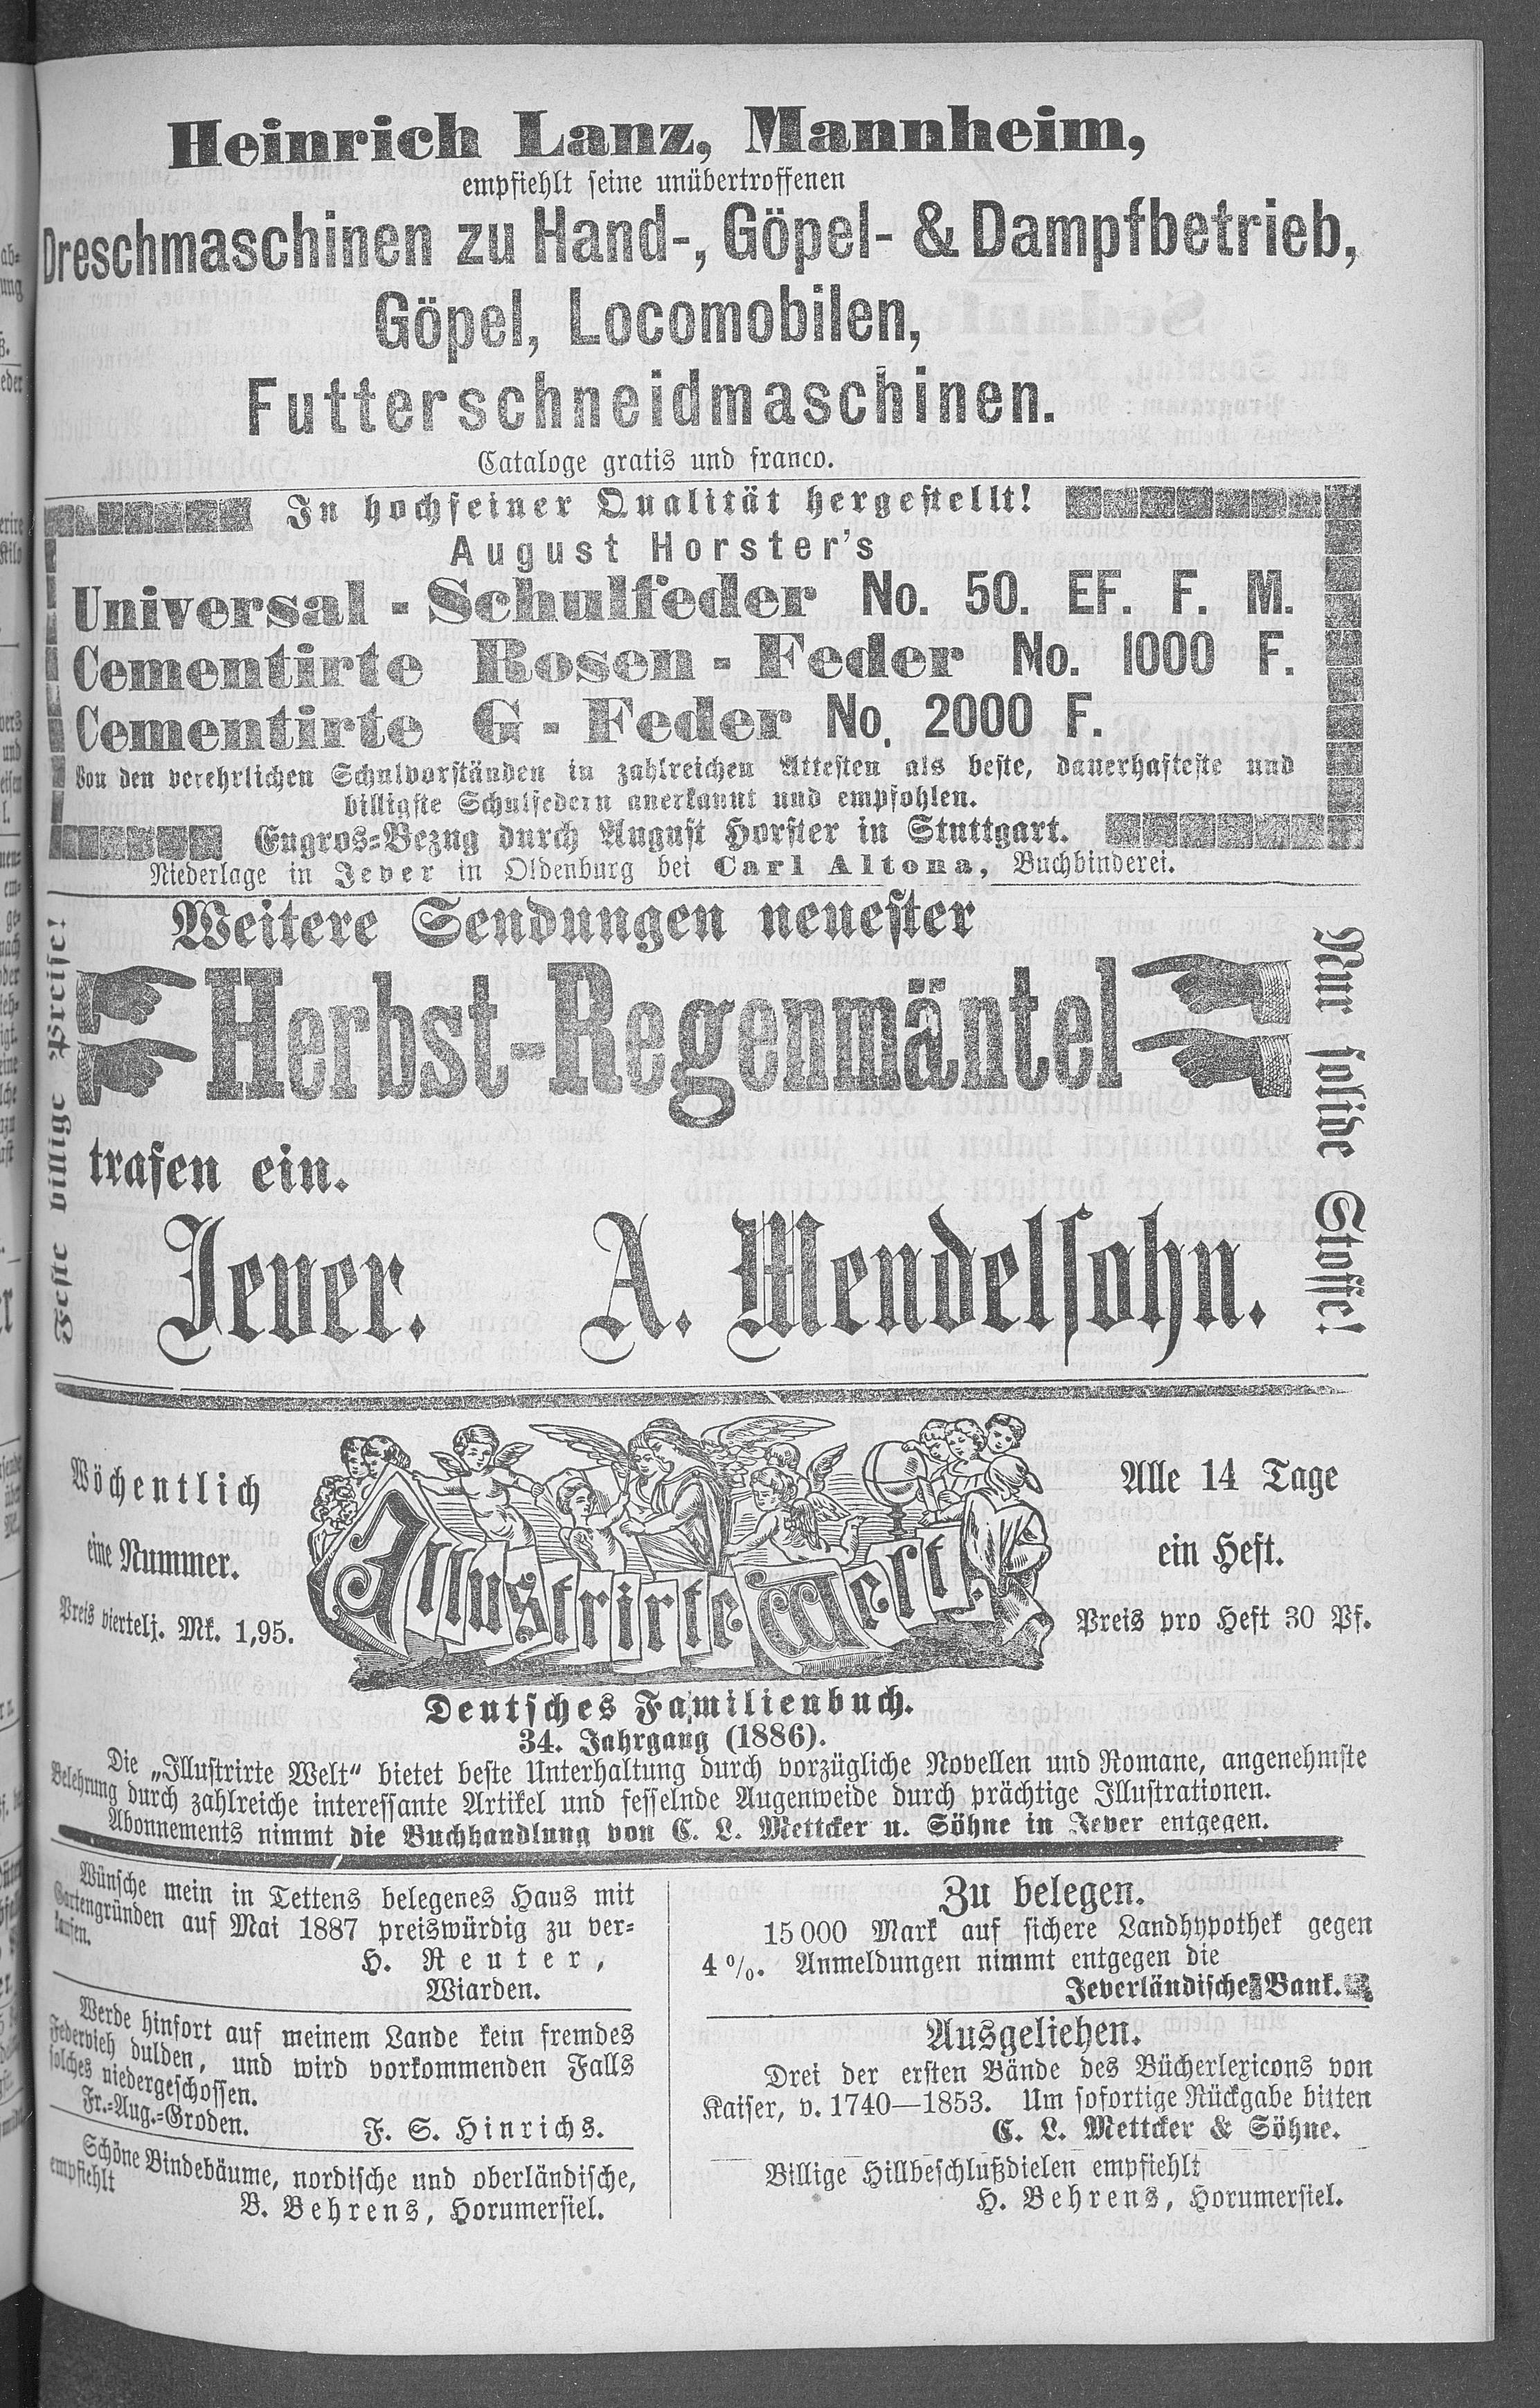 Heinrich Lanz, Mannheim,
empfiehlt seine unübertroffenen
Dreschmaschinen zu Hand-, Göpel- & Dampfbetrieb,
Göpel, Locomobilen,
Futterschneidmaschinen.
Cataloge gratis und franco.
In hochfeiner Qualität hergestellt!
August Horster's
Universal - Schulfeder No. 50. EF. F. M.
Cementirte Rosen - Feder No. 1000 F.
Cementirte G - Feder No. 2000 F.
Von den verehrlichen Schulvorständen in zahlreichen Attesten als beste, dauerhafteste und
billigste Schulfedern anerkannt und empfohlen.
Engros-Bezug durch August Horster in Stuttgart.
Niederlage in Jever in Oldenburg bei Carl Altona, Buchbinderei.
Feste billige Preise!
Weitere Sendungen neuester
Herbst-Regenmäntel
trafen ein.
Jever. A. Mendelsohn.
Nur solide Stoffe!
Wöchentlich
eine Nummer.
Preis viertelj. Mk. 1,95.
Illustrirte Welt.
Alle 14 Tage
ein Heft.
Preis pro Heft 30 Pf.
Deutsches Familienbuch.
34. Jahrgang (1886).
Die „Illustrirte Welt“ bietet beste Unterhaltung durch vorzügliche Novellen und Romane, angenehmste
Belehrung durch zahlreiche interessante Artikel und fesselnde Augenweide durch prächtige Illustrationen.
Abonnements nimmt die Buchhandlung von C. L. Mettcker u. Söhne in Jever entgegen.
Wünsche mein in Tettens belegenes Haus mit
Gartengründen auf Mai 1887 preiswürdig zu ver-
kaufen.
H. Reuter,
Wiarden.
Werde hinfort auf meinem Lande kein fremdes
Federvieh dulden, und wird vorkommenden Falls
solches niedergeschossen.
Fr.-Aug.-Groden. F. S. Hinrichs.
Schöne Bindebäume, nordische und oberländische,
empfiehlt
B. Behrens, Horumersiel.
Zu belegen.
15000 Mark auf sichere Landhypothek gegen
4%. Anmeldungen nimmt entgegen die
Jeverländische Bank.
Ausgeliehen.
Drei der ersten Bände des Bücherlexicons von
Kaiser, v. 1740—1853. Um sofortige Rückgabe bitten
C. L. Mettcker & Söhne.
Billige Hillbeschlußdielen empfiehlt
H. Behrens, Horumersiel.